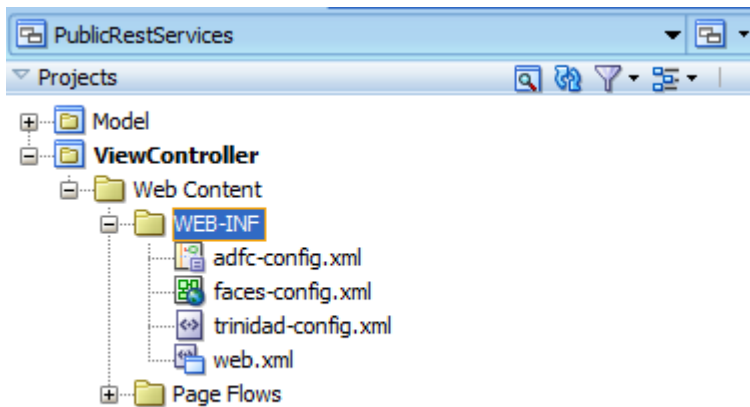 PublicRestServices
Projects
Model
ViewController
Web Content
WEB-INF
adfc-config.xml
faces-config.xml
trinidad-config.xml
web.xml
Page Flows